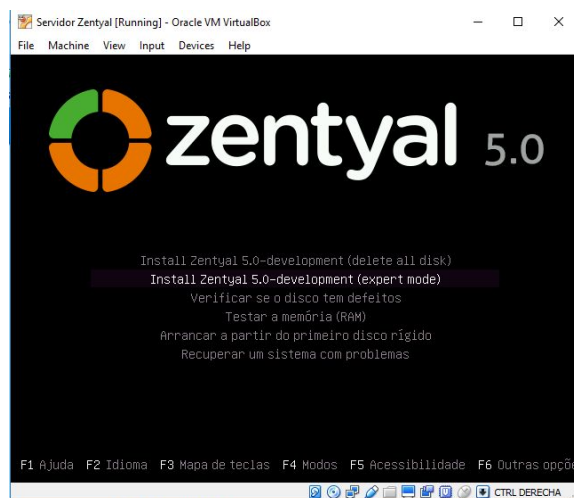 Servidor Zentyal [Running] - Oracle VM VirtualBox
File Machine View Input Devices Help
zentyal 5.0
Install Zentyal 5.0-development (delete all disk)
Install Zentyal 5.0-development (expert mode)
Verificar se o disco tem defeitos
Testar a memória (RAM)
Arrancar a partir do primeiro disco rígido
Recuperar um sistema com problemas
F1 Ajuda F2 Idioma F3 Mapa de teclas F4 Modos F5 Acessibilidade F6 Outras opçõe
CTRL DERECHA